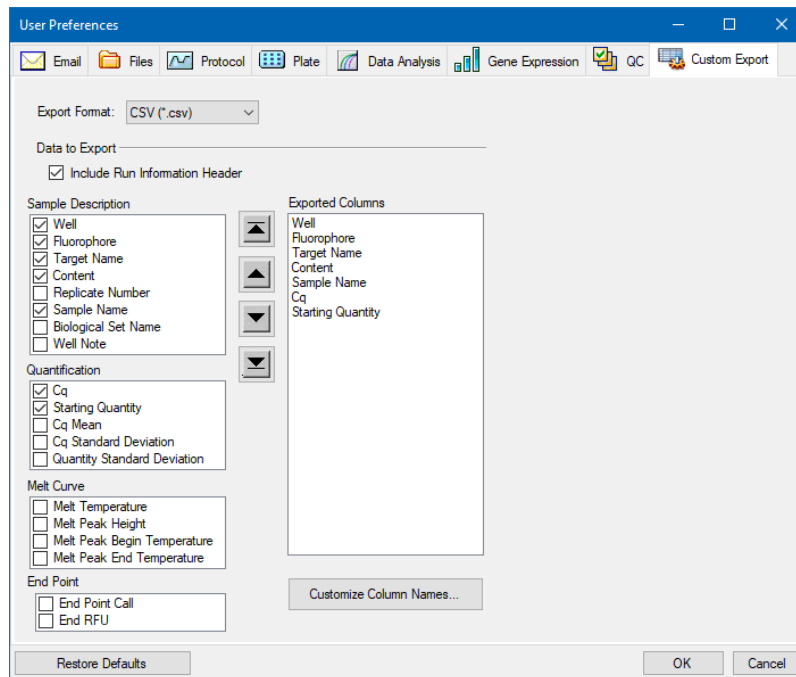 User Preferences
Email Files Protocol Plate Data Analysis Gene Expression QC Custom Export
Export Format: CSV (*.csv)
Data to Export
Include Run Information Header
Sample Description
Well
Fluorophore
Target Name
Content
Replicate Number
Sample Name
Biological Set Name
Well Note
Quantification
Cq
Starting Quantity
Cq Mean
Cq Standard Deviation
Quantity Standard Deviation
Melt Curve
Melt Temperature
Melt Peak Height
Melt Peak Begin Temperature
Melt Peak End Temperature
End Point
End Point Call
End RFU
Exported Columns
Well
Fluorophore
Target Name
Content
Sample Name
Cq
Starting Quantity
Customize Column Names...
Restore Defaults OK Cancel